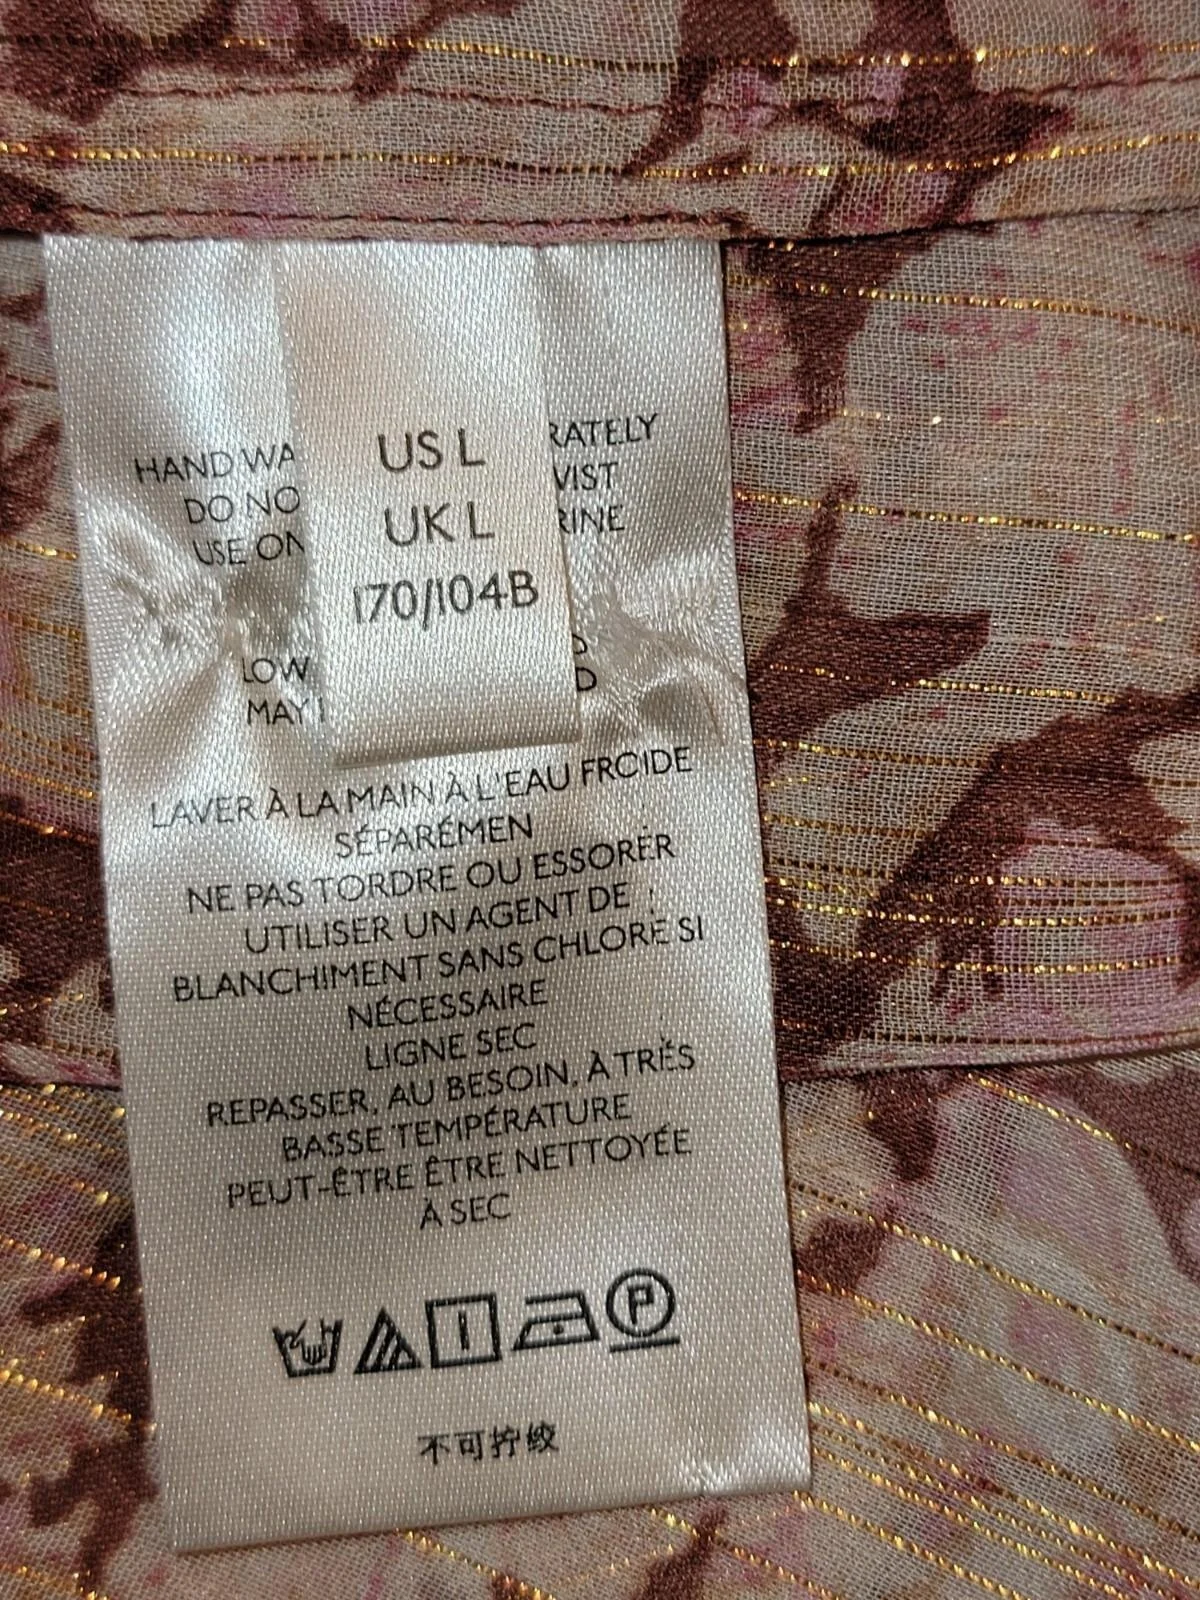 US L
UK L
170/104B
HAND WA RATELY
DO NO WIST
USE ON RINE
LOW
MAY D
LAVER À LA MAIN À L'EAU FROIDE
SÉPARÉMEN
NE PAS TORDRE OU ESSORER
UTILISER UN AGENT DE
BLANCHIMENT SANS CHLORE SI
NÉCESSAIRE
LIGNE SEC
REPASSER, AU BESOIN, À TRÈS
BASSE TEMPÉRATURE
PEUT-ÊTRE ÊTRE NETTOYÉE
À SEC
P
不可拧绞